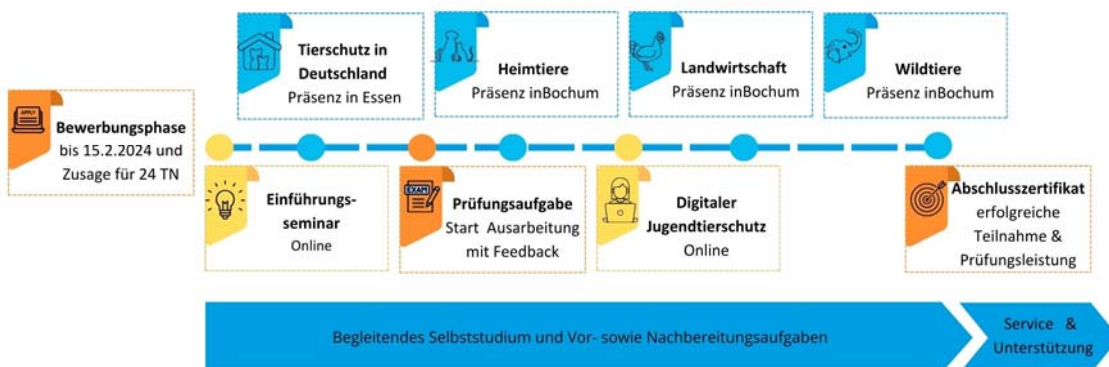 Tierschutz in
Deutschland
Präsenz in Essen
Heimtiere
Präsenz inBochum
Landwirtschaft
Präsenz inBochum
Wildtiere
Präsenz inBochum
APPLY
Bewerbungsphase
bis 15.2.2024 und
Zusage für 24 TN
Einführungs-
seminar
Online
EXAM
Prüfungsaufgabe
Start Ausarbeitung
mit Feedback
Digitaler
Jugendtierschutz
Online
Abschlusszertifikat
erfolgreiche
Teilnahme &
Prüfungsleistung
Begleitendes Selbststudium und Vor- sowie Nachbereitungsaufgaben
Service &
Unterstützung